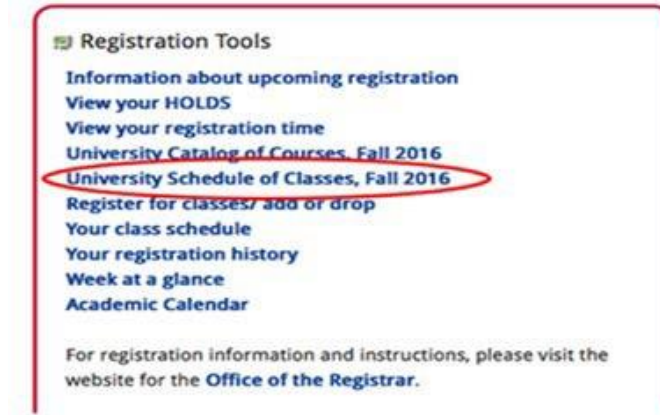 Registration Tools
Information about upcoming registration
View your HOLDS
View your registration time
University Catalog of Courses, Fall 2016
University Schedule of Classes, Fall 2016
Register for classes/ add or drop
Your class schedule
Your registration history
Week at a glance
Academic Calendar
For registration information and instructions, please visit the
website for the Office of the Registrar.